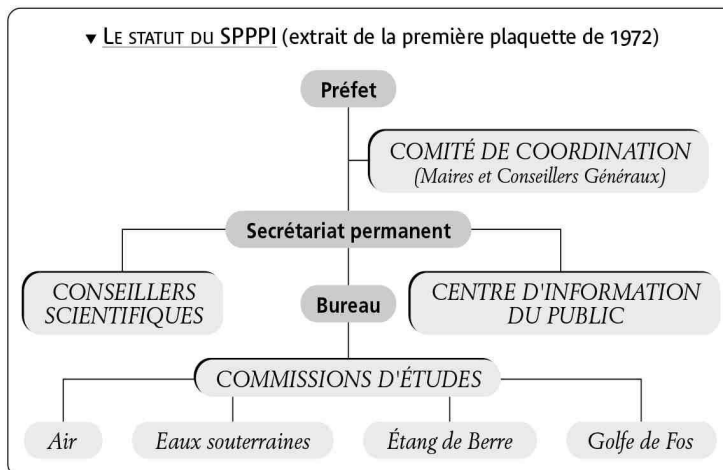 ▼ LE STATUT DU SPPPI (extrait de la première plaquette de 1972)
Préfet
COMITÉ DE COORDINATION
(Maires et Conseillers Généraux)
Secrétariat permanent
CONSEILLERS
SCIENTIFIQUES
Bureau
CENTRE D'INFORMATION
DU PUBLIC
COMMISSIONS D'ÉTUDES
Air
Eaux souterraines
Étang de Berre
Golfe de Fos